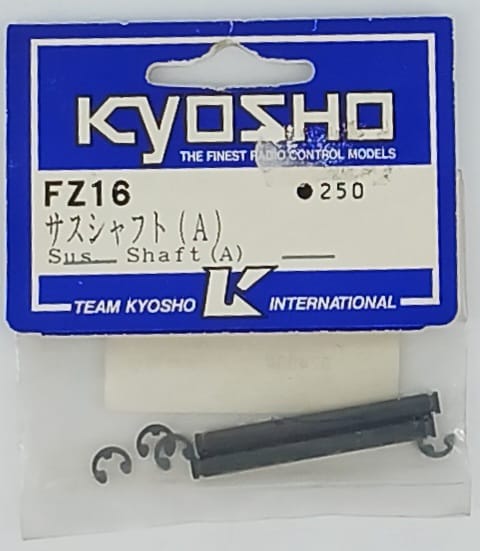 KYOSHO
THE FINEST RADIO CONTROL MODELS
FZ16 ●250
サスシャフト(A)
Sus Shaft (A)
TEAM KYOSHO K INTERNATIONAL